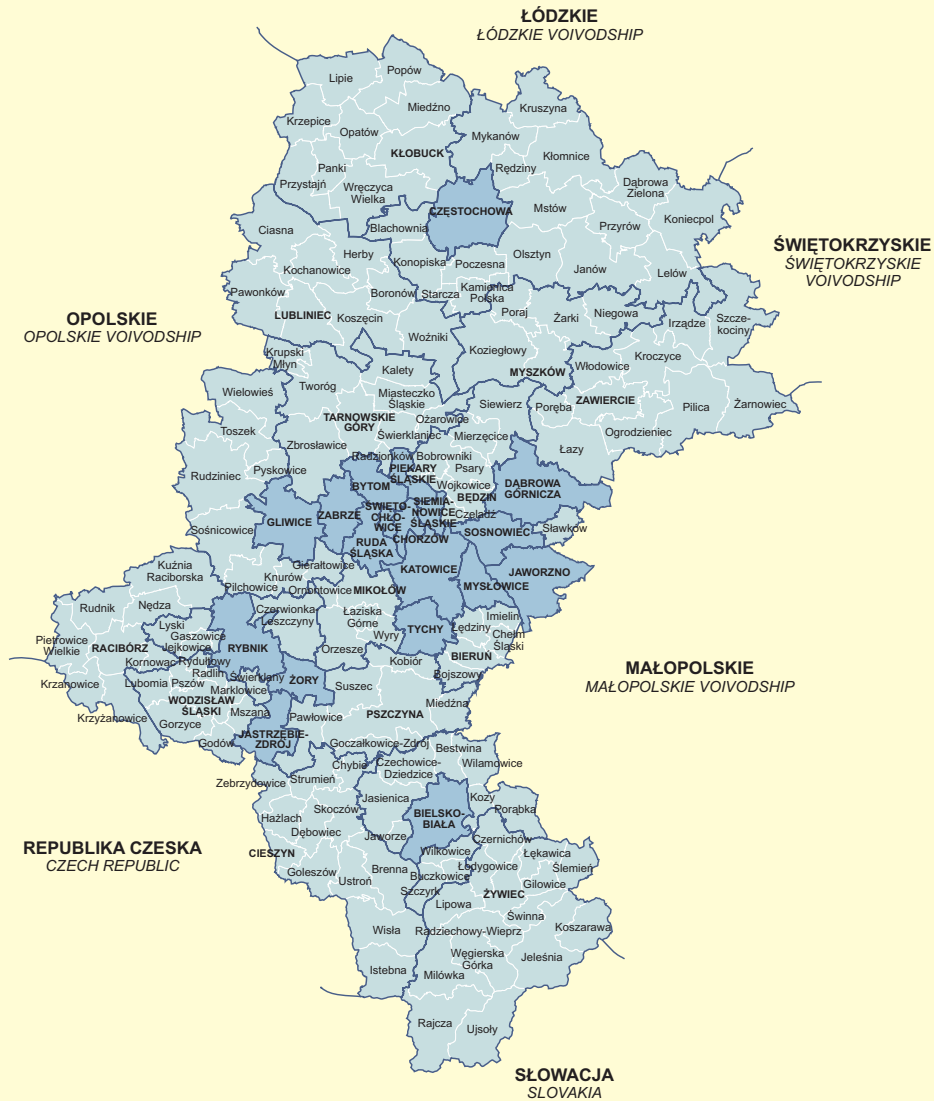 ŁÓDZKIE
ŁÓDZKIE VOIVODSHIP
Popów
Lipie
Miedźno
Kruszyna
Krzepice
Opatów
Mykanów
KŁOBUCK
Kłomnice
Panki
Rędziny
Przystajń
Wręczyca
Wielka
Dąbrowa
Zielona
CZĘSTOCHOWA
Mstów
Koniecpol
Ciasna
Blachownia
Przyrów
ŚWIĘTOKRZYSKIE
ŚWIĘTOKRZYSKIE
VOIVODSHIP
Herby
Konopiska
Poczesna
Olsztyn
Janów
Lelów
Kochanowice
Pawonków
Boronów
Starcza
Kamienica
Polska
OPOLSKIE
OPOLSKIE VOIVODSHIP
LUBLINIEC
Koszęcin
Woźniki
Poraj
Żarki
Niegowa
Irządze
Szcze-
kociny
Krupski
Młyn
Koziegłowy
MYSZKÓW
Włodowice
Kroczyce
Kalety
Tworóg
Wielowieś
Miasteczko
Śląskie
Siewierz
Poręba
ZAWIERCIE
Pilica
Żarnowiec
TARNOWSKIE
GÓRY
Ożarowice
Toszek
Świerklaniec
Mierzęcice
Ogrodzieniec
Zbrosławice
Radzionków
Bobrowniki
Łazy
Rudziniec
Pyskowice
PIEKARY
ŚLĄSKIE
Psary
Wojkowice
BYTOM
BĘDZIN
DĄBROWA
GÓRNICZA
GLIWICE
ZABRZE
ŚWIĘTO-
CHŁO-
WICE
SIEMIA-
NOWICE
ŚLĄSKIE
Czeladź
Sośnicowice
CHORZÓW
SOSNOWIEC
Sławków
RUDA
ŚLĄSKA
Kuźnia
Raciborska
Gierałtowice
KATOWICE
JAWORZNO
Knurów
Pilchowice
Ornontowice
MIKOŁÓW
MYSŁOWICE
Rudnik
Nędza
Czerwionka-
Leszczyny
Łaziska
Górne
Imielin
Lyski
Gaszowice
Jejkowice
TYCHY
Lędziny
Chełm
Śląski
Pietrowice
Wielkie
RACIBÓRZ
RYBNIK
Wyry
Orzesze
BIERUŃ
Kornowac
Rydułtowy
Kobiór
MAŁOPOLSKIE
MAŁOPOLSKIE VOIVODSHIP
Radlin
Świerklany
ŻORY
Bojszowy
Krzanowice
Lubomia
Pszów
Marklowice
Suszec
Miedźna
WODZISŁAW
ŚLĄSKI
Mszana
Pawłowice
PSZCZYNA
Krzyżanowice
Gorzyce
JASTRZĘBIE-
ZDRÓJ
Godów
Goczałkowice-Zdrój
Bestwina
Chybie
Czechowice-
Dziedzice
Wilamowice
Zebrzydowice
Strumień
Jasienica
Kozy
Porąbka
Skoczów
BIELSKO-
BIAŁA
Hażlach
Dębowiec
Jaworze
Czernichów
REPUBLIKA CZESKA
CZECH REPUBLIC
CIESZYN
Wilkowice
Łękawica
Goleszów
Brenna
Łodygowice
Ślemień
Ustroń
Buczkowice
Gilowice
Szczyrk
ŻYWIEC
Lipowa
Świnna
Wisła
Radziechowy-Wieprz
Koszarawa
Węgierska
Górka
Jeleśnia
Istebna
Milówka
Rajcza
Ujsoły
SŁOWACJA
SLOVAKIA